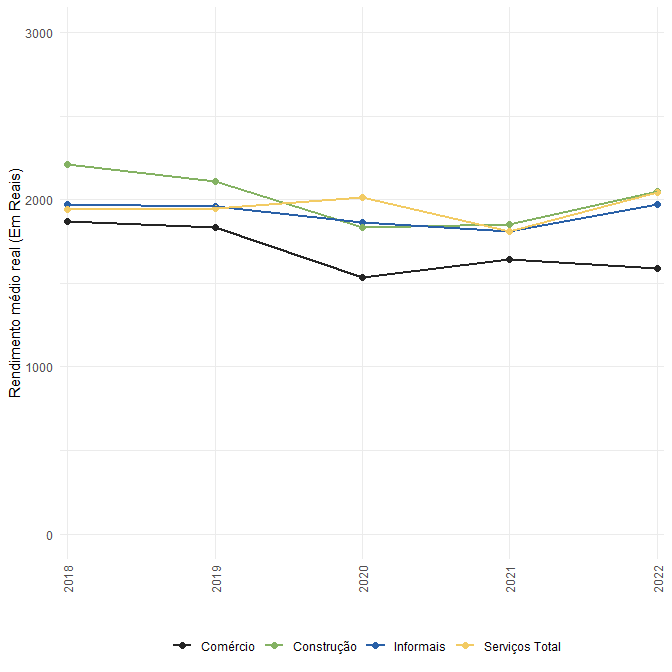 Rendimento médio real (Em Reais)
3000
2000
1000
0
2018 2019 2020 2021 2022
Comércio Construção Informais Serviços Total